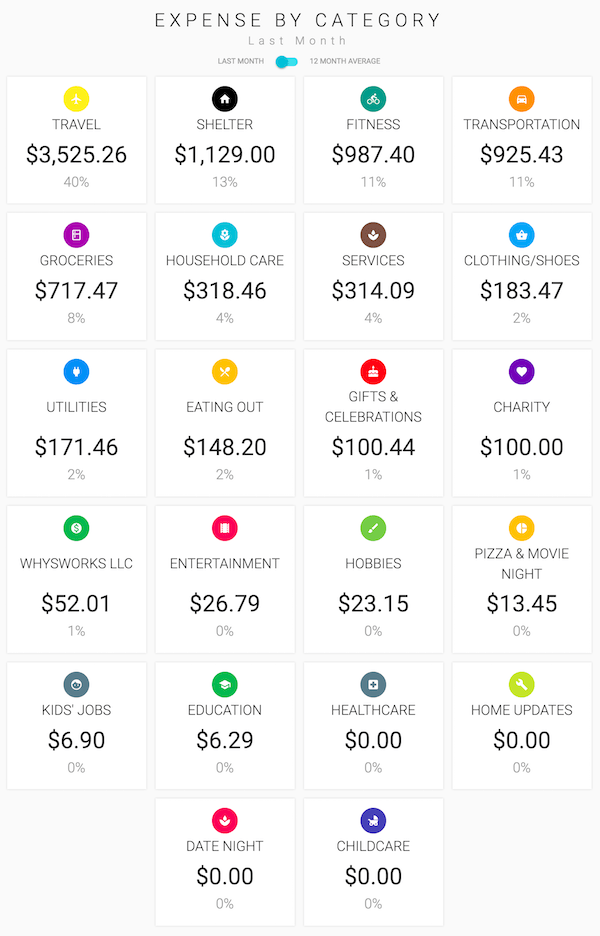 EXPENSE BY CATEGORY
Last Month
LAST MONTH 12 MONTH AVERAGE
TRAVEL
$3,525.26
40%
SHELTER
$1,129.00
13%
FITNESS
$987.40
11%
TRANSPORTATION
$925.43
11%
GROCERIES
$717.47
8%
HOUSEHOLD CARE
$318.46
4%
SERVICES
$314.09
4%
CLOTHING/SHOES
$183.47
2%
UTILITIES
$171.46
2%
EATING OUT
$148.20
2%
GIFTS &
CELEBRATIONS
$100.44
1%
CHARITY
$100.00
1%
WHYSWORKS LLC
$52.01
1%
ENTERTAINMENT
$26.79
0%
HOBBIES
$23.15
0%
PIZZA & MOVIE
NIGHT
$13.45
0%
KIDS' JOBS
$6.90
0%
EDUCATION
$6.29
0%
HEALTHCARE
$0.00
0%
HOME UPDATES
$0.00
0%
DATE NIGHT
$0.00
0%
CHILDCARE
$0.00
0%